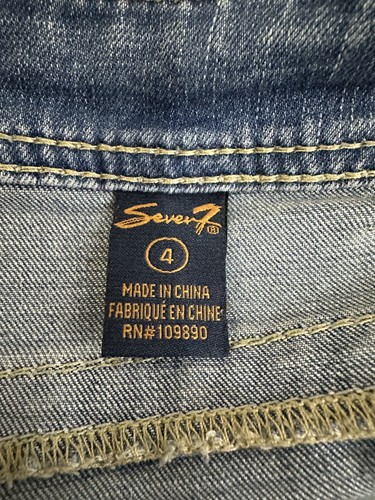 Seven7®
4
MADE IN CHINA
FABRIQUÉ EN CHINE
RN#109890